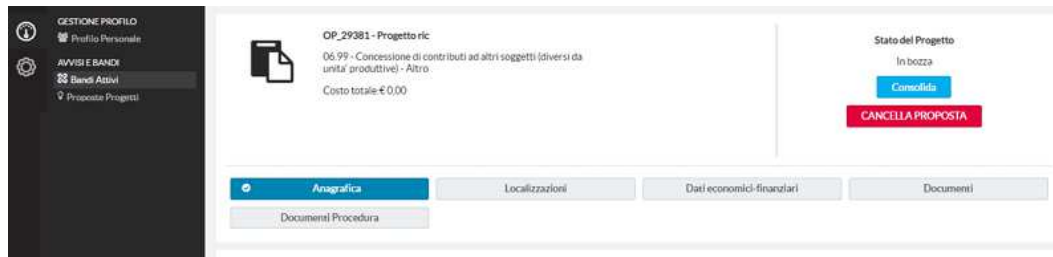 GESTIONE PROFILO
Profilo Personale
AVVISI E BANDI
Bandi Attivi
Proposte Progetti
OP_29381 - Progetto ric
06.99 - Concessione di contributi ad altri soggetti (diversi da
unita' produttive) - Altro
Costo totale € 0,00
Stato del Progetto
In bozza
Consolida
CANCELLA PROPOSTA
Anagrafica
Localizzazioni
Dati economici-finanziari
Documenti
Documenti Procedura